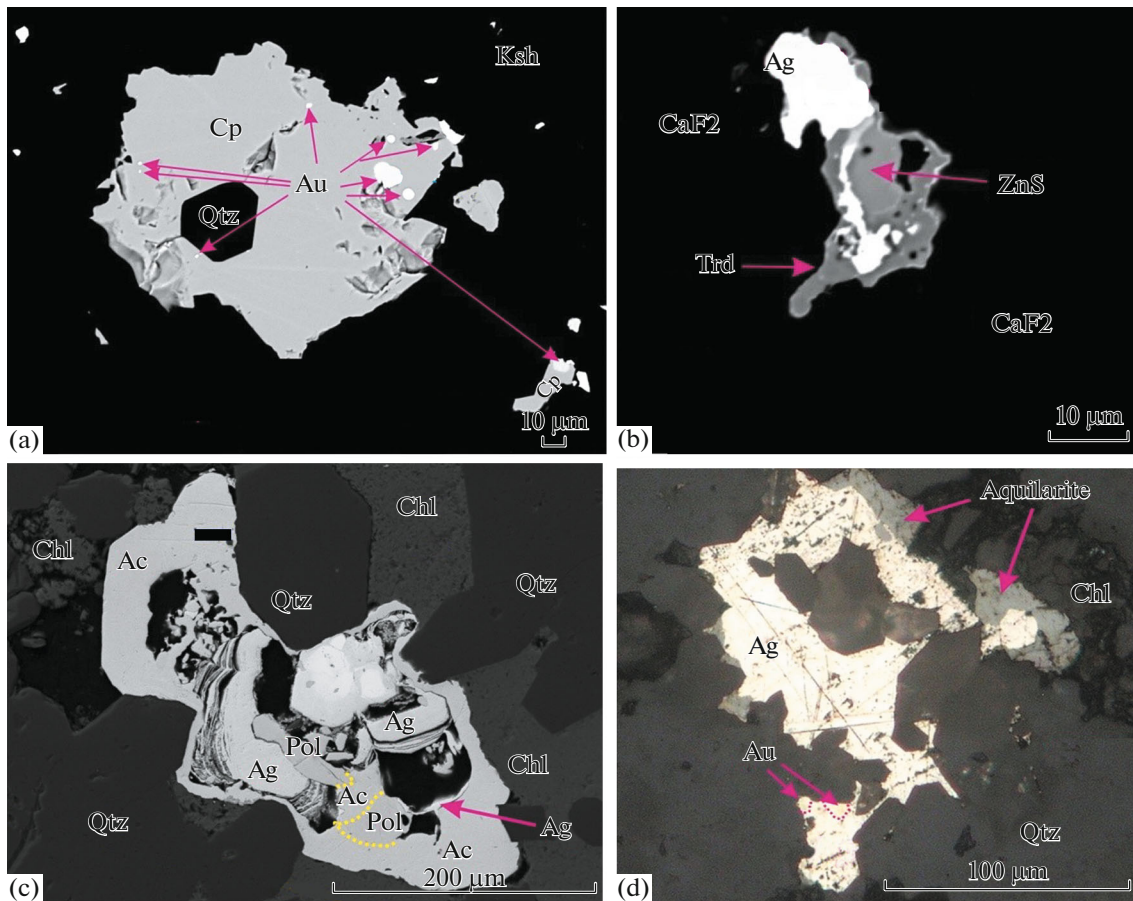 Ksh
Cp
Au
Qtz
Cp
10 µm
(a)
Ag
CaF2
ZnS
Trd
CaF2
10 µm
(b)
Chl
Chl
Ac
Qtz
Qtz
Ag
Pol
Ag
Chl
Ac
Qtz
Pol
Ag
Ac
200 µm
(c)
Aquilarite
Chl
Ag
Au
Qtz
100 µm
(d)